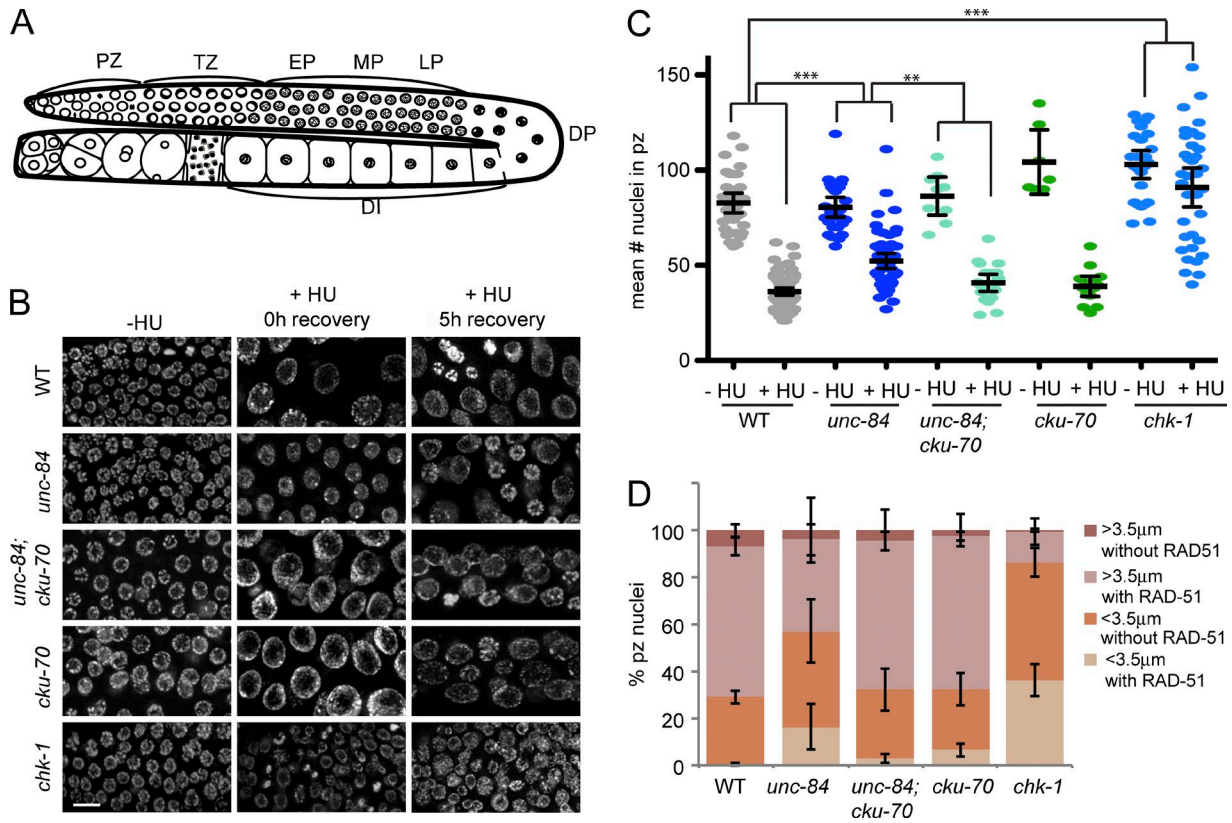 A
PZ TZ EP MP LP
DP
DI
B
-HU
+ HU
0h recovery
+ HU
5h recovery
WT
unc-84
unc-84;
cku-70
cku-70
chk-1
C
mean # nuclei in pz
150
100
50
0
***
***
**
- HU + HU - HU + HU - HU + HU - HU + HU - HU + HU
WT unc-84 unc-84; cku-70 chk-1
cku-70
D
% pz nuclei
100
80
60
40
20
0
WT unc-84 unc-84; cku-70 chk-1
cku-70
>3.5μm
without RAD51
>3.5μm
with RAD-51
<3.5μm
without RAD-51
<3.5μm
with RAD-51